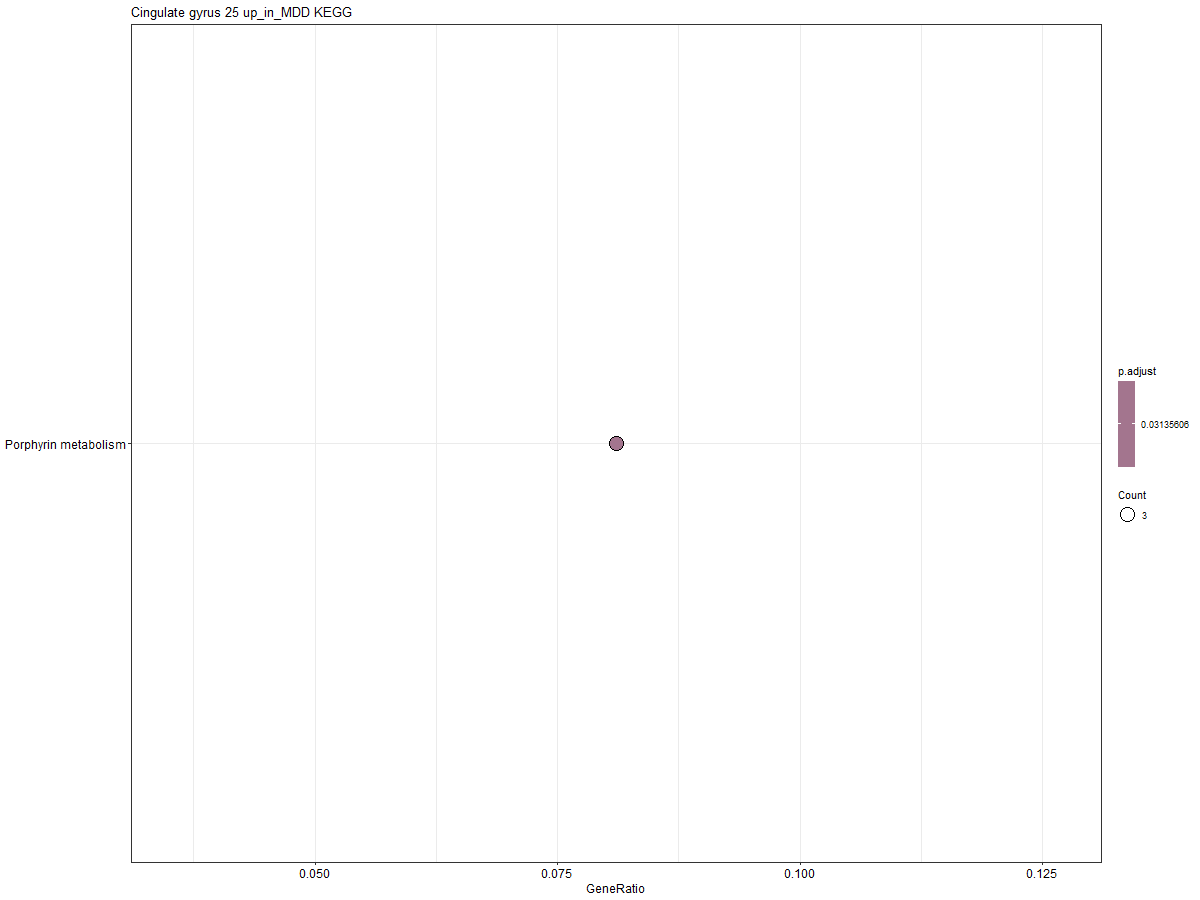 Cingulate gyrus 25 up_in_MDD KEGG
Porphyrin metabolism
0.050
0.075
0.100
0.125
GeneRatio
p.adjust
0.03135606
Count
3